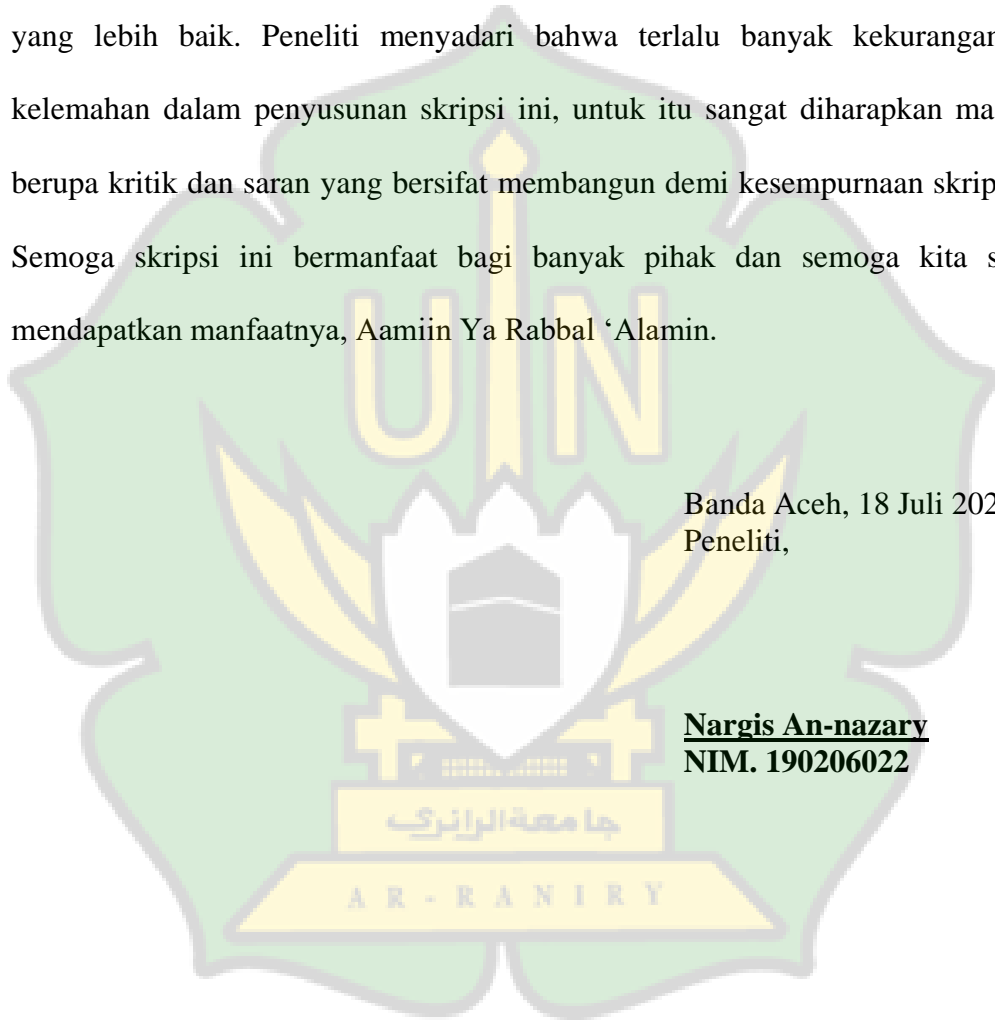 yang lebih baik. Peneliti menyadari bahwa terlalu banyak kekurangan
kelemahan dalam penyusunan skripsi ini, untuk itu sangat diharapkan
berupa kritik dan saran yang bersifat membangun demi kesempurnaan
Semoga skripsi ini bermanfaat bagi banyak pihak dan semoga kita
mendapatkan manfaatnya, Aamiin Ya Rabbal ‘Alamin.
UIN
Banda Aceh, 18 Juli
Peneliti,
Nargis An-nazary
NIM. 190206022
جامعة الرانري
AR-RANIRY